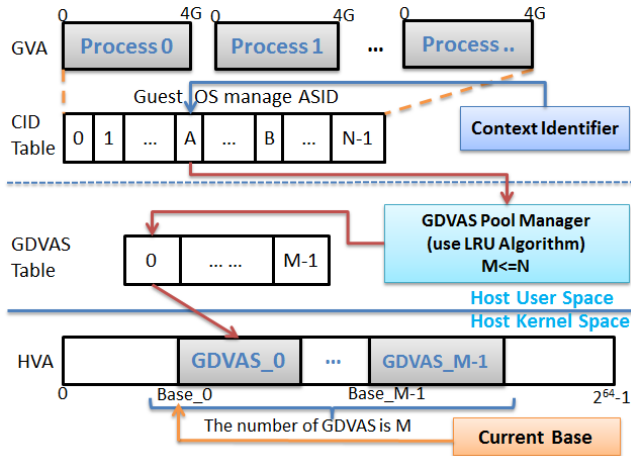 0 4G 0 4G 0 4G
GVA Process 0 Process 1 ... Process ..
Guest OS manage ASID
CID Table 0 1 ... A ... B ... N-1
Context Identifier
GDVAS Pool Manager
(use LRU Algorithm)
M<=N
GDVAS Table 0 ... ... M-1
Host User Space
Host Kernel Space
HVA GDVAS_0 ... GDVAS_M-1
0 Base_0 Base_M-1 2^64-1
The number of GDVAS is M
Current Base